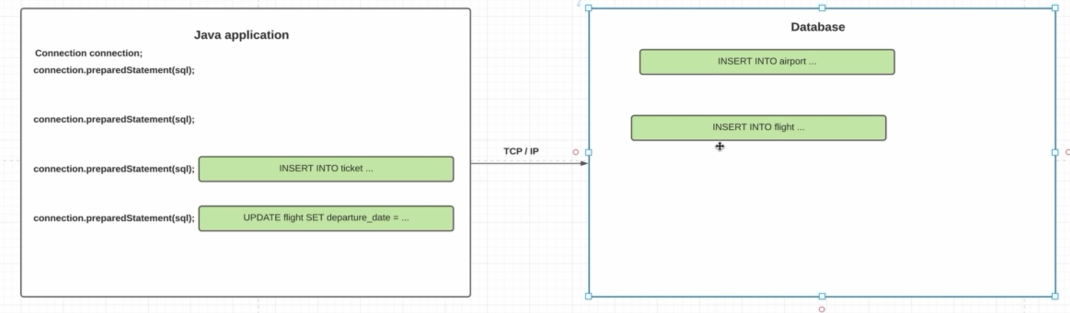 Java application
Connection connection;
connection.preparedStatement(sql);
connection.preparedStatement(sql);
connection.preparedStatement(sql);
INSERT INTO ticket ...
connection.preparedStatement(sql);
UPDATE flight SET departure_date = ...
TCP / IP
Database
INSERT INTO airport ...
INSERT INTO flight ...